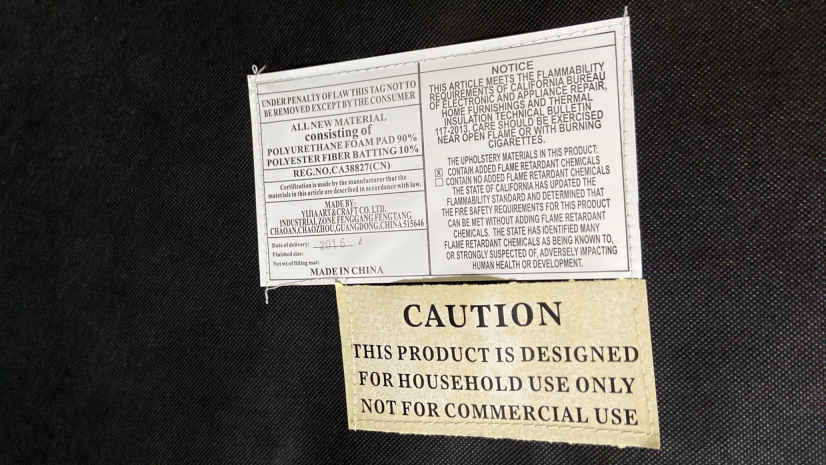 UNDER PENALTY OF LAW THIS TAG NOT TO
BE REMOVED EXCEPT BY THE CONSUMER
ALL NEW MATERIAL
consisting of
POLYURETHANE FOAM PAD 90%
POLYESTER FIBER BATTING 10%
REG.NO.CA38827(CN)
Certification is made by the manufacturer that the
materials in this article are described in accordance with law.
MADE BY:
YIHA ART&CRAFT CO. LTD.
INDUSTRIAL ZONE FENGGANG FENGTANG
CHAOAN,CHAOZHOU,GUANGDONG,CHINA 515646
Date of delivery: 2016
Finished size:
Net wt of filling mat:
MADE IN CHINA
NOTICE
THIS ARTICLE MEETS THE FLAMMABILITY
REQUIREMENTS OF CALIFORNIA BUREAU
OF ELECTRONIC AND APPLIANCE REPAIR,
HOME FURNISHINGS AND THERMAL
INSULATION TECHNICAL BULLETIN
117-2013. CARE SHOULD BE EXERCISED
NEAR OPEN FLAME OR WITH BURNING
CIGARETTES.
THE UPHOLSTERY MATERIALS IN THIS PRODUCT:
CONTAIN ADDED FLAME RETARDANT CHEMICALS
CONTAIN NO ADDED FLAME RETARDANT CHEMICALS
THE STATE OF CALIFORNIA HAS UPDATED THE
FLAMMABILITY STANDARD AND DETERMINED THAT
THE FIRE SAFETY REQUIREMENTS FOR THIS PRODUCT
CAN BE MET WITHOUT ADDING FLAME RETARDANT
CHEMICALS. THE STATE HAS IDENTIFIED MANY
FLAME RETARDANT CHEMICALS AS BEING KNOWN TO,
OR STRONGLY SUSPECTED OF, ADVERSELY IMPACTING
HUMAN HEALTH OR DEVELOPMENT.
CAUTION
THIS PRODUCT IS DESIGNED
FOR HOUSEHOLD USE ONLY
NOT FOR COMMERCIAL USE